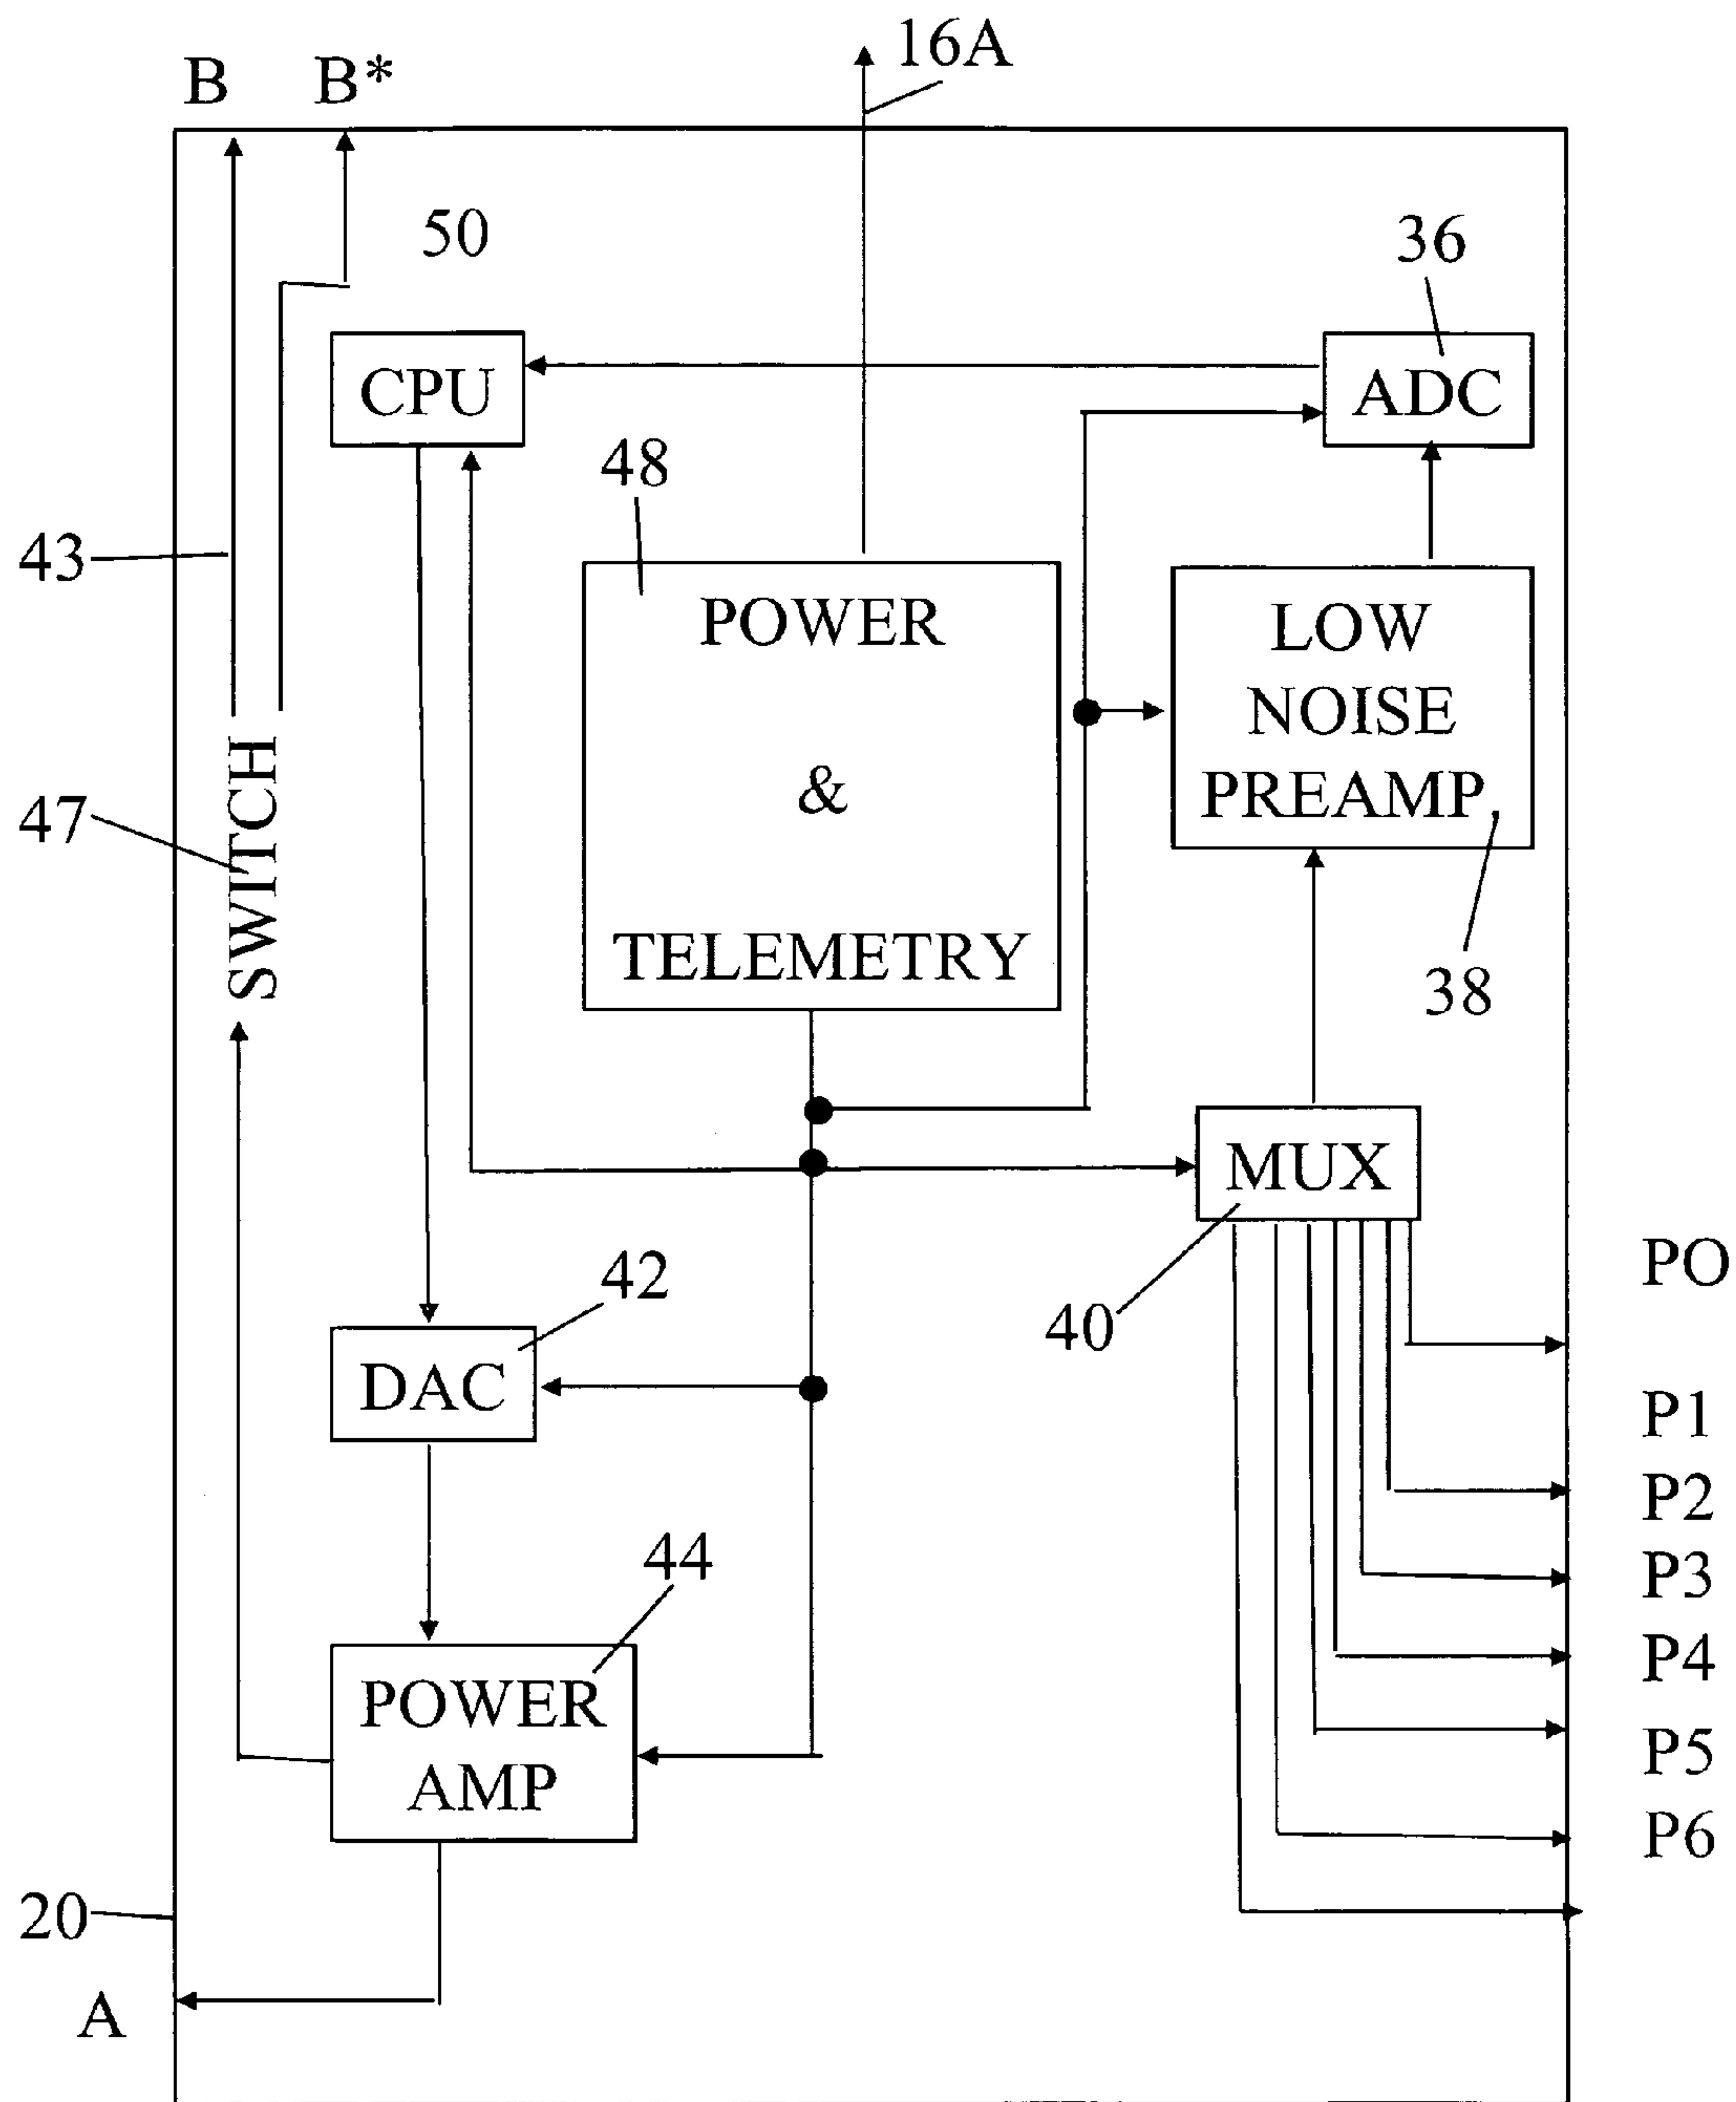 16A
B B*
50
36
CPU
ADC
48
43
POWER
&
TELEMETRY
LOW
NOISE
PREAMP.
SWITCH
47
38
MUX
40
PO
42
DAC
P1
P2
44
P3
P4
POWER
AMP
P5
P6
20
A